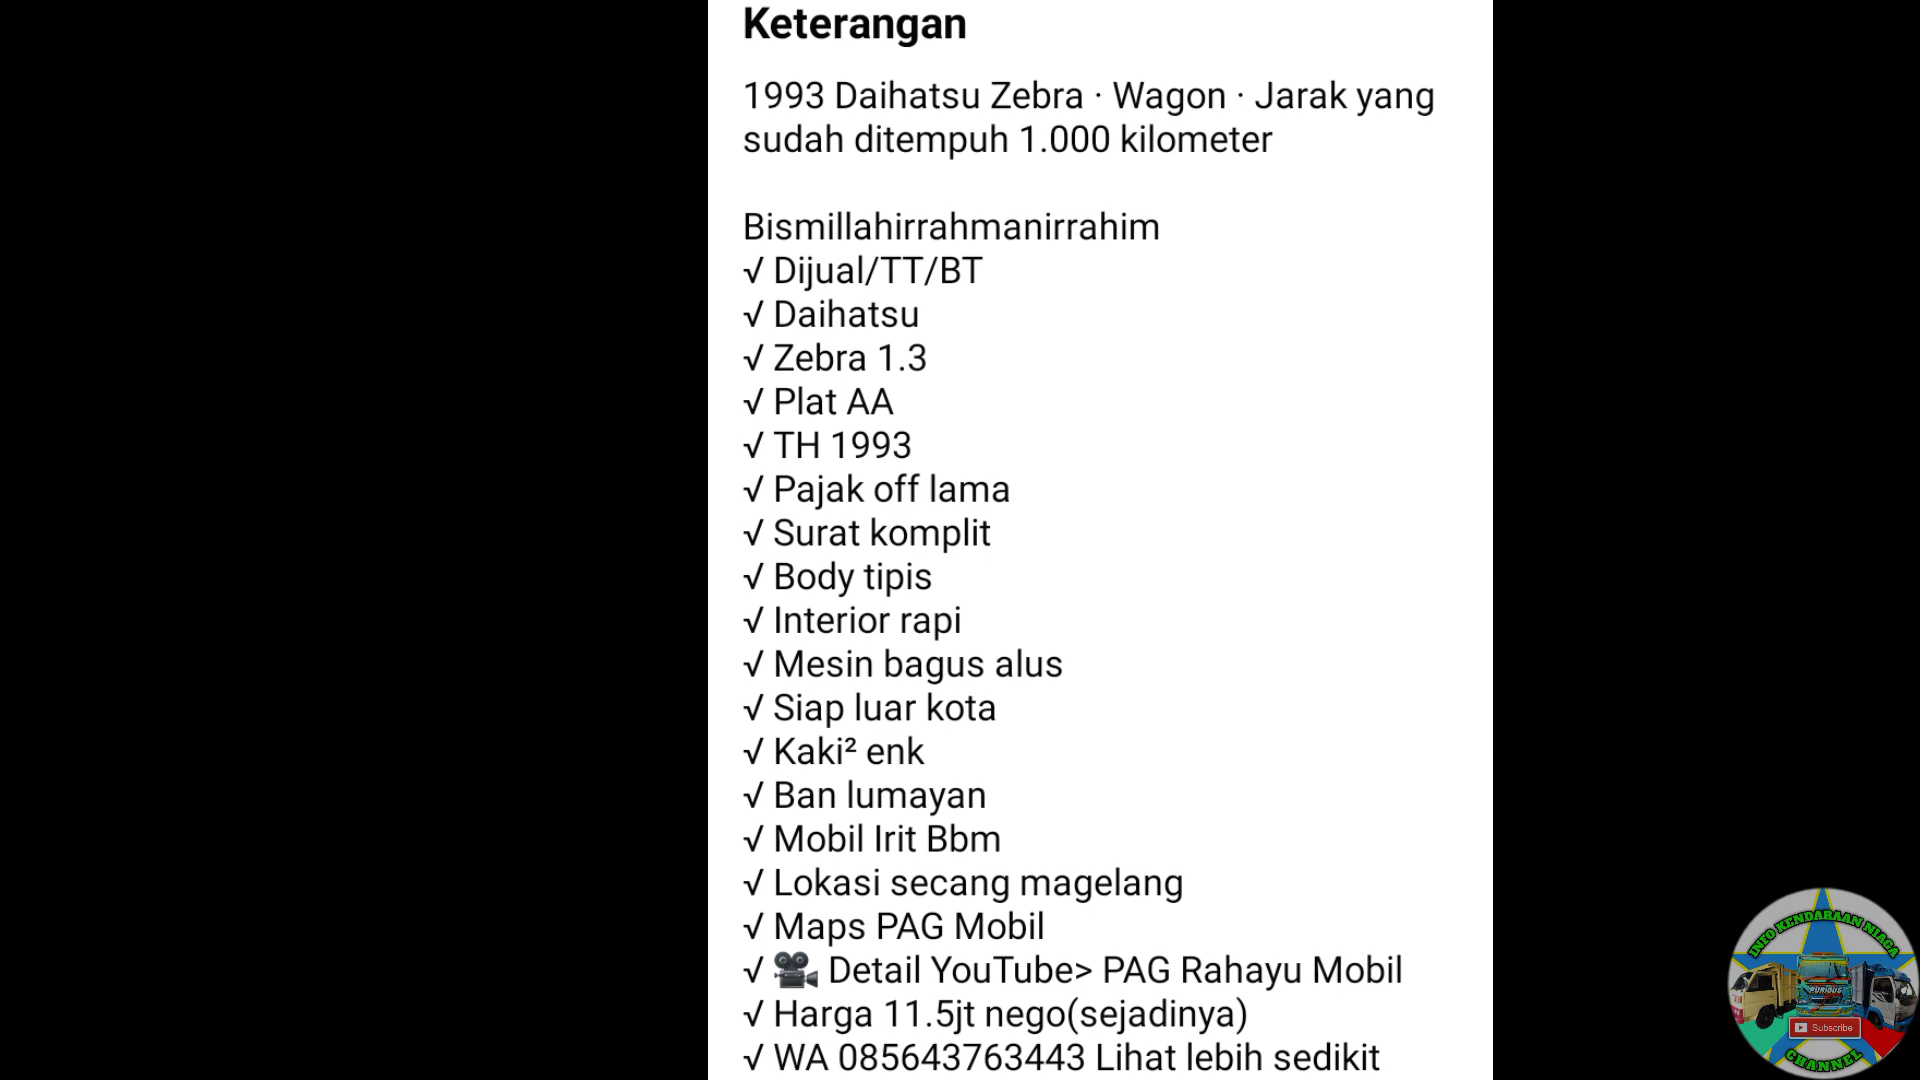 Keterangan
1993 Daihatsu Zebra · Wagon · Jarak yang
sudah ditempuh 1.000 kilometer
Bismillahirrahmanirrahim
√ Dijual/TT/BT
√ Daihatsu
√ Zebra 1.3
√ Plat AA
√ TH 1993
√ Pajak off lama
√ Surat komplit
√ Body tipis
√ Interior rapi
√ Mesin bagus alus
√ Siap luar kota
√ Kaki² enk
√ Ban lumayan
√ Mobil Irit Bbm
√ Lokasi secang magelang
√ Maps PAG Mobil
√ 🎥 Detail YouTube> PAG Rahayu Mobil
√ Harga 11.5jt nego(sejadinya)
√ WA 085643763443 Lihat lebih sedikit
INFO KENDARAAN NIAGA
FURIOUS
Subscribe
CHANNEL